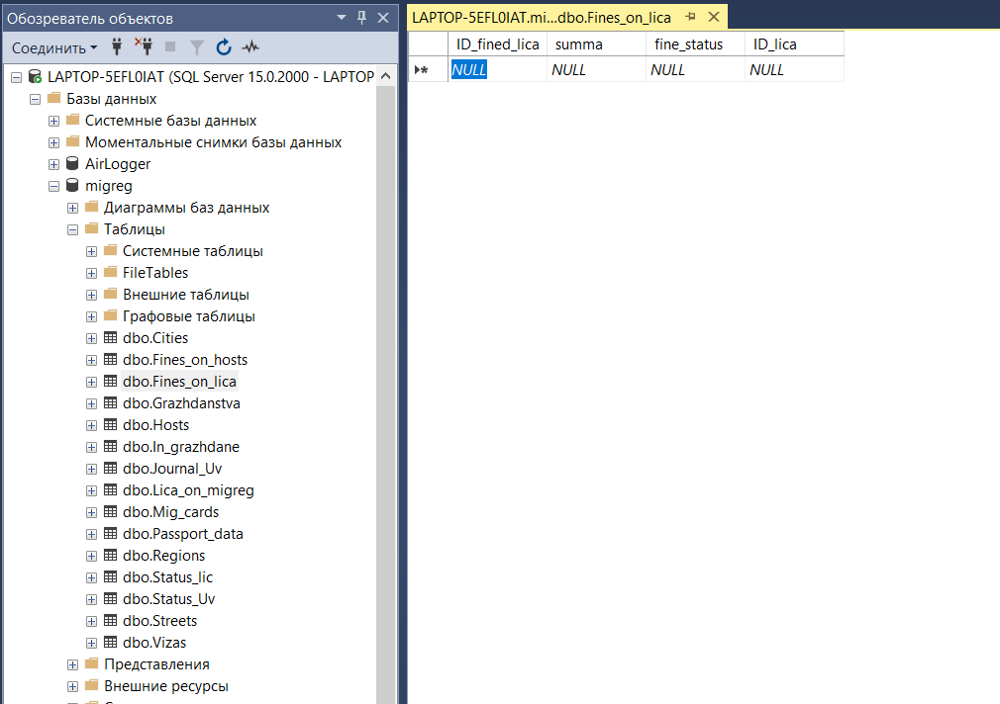 Обозреватель объектов
Соединить
LAPTOP-5EFL0IAT (SQL Server 15.0.2000 - LAPTOP
Базы данных
Системные базы данных
Моментальные снимки базы данных
AirLogger
migreg
Диаграммы баз данных
Таблицы
Системные таблицы
FileTables
Внешние таблицы
Графовые таблицы
dbo.Cities
dbo.Fines_on_hosts
dbo.Fines_on_lica
dbo.Grazhdanstva
dbo.Hosts
dbo.In_grazhdane
dbo.Journal_Uv
dbo.Lica_on_migreg
dbo.Mig_cards
dbo.Passport_data
dbo.Regions
dbo.Status_lic
dbo.Status_Uv
dbo.Streets
dbo.Vizas
Представления
Внешние ресурсы
LAPTOP-5EFL0IAT.mi...dbo.Fines_on_lica
ID_fined_lica summa fine_status ID_lica
NULL NULL NULL NULL